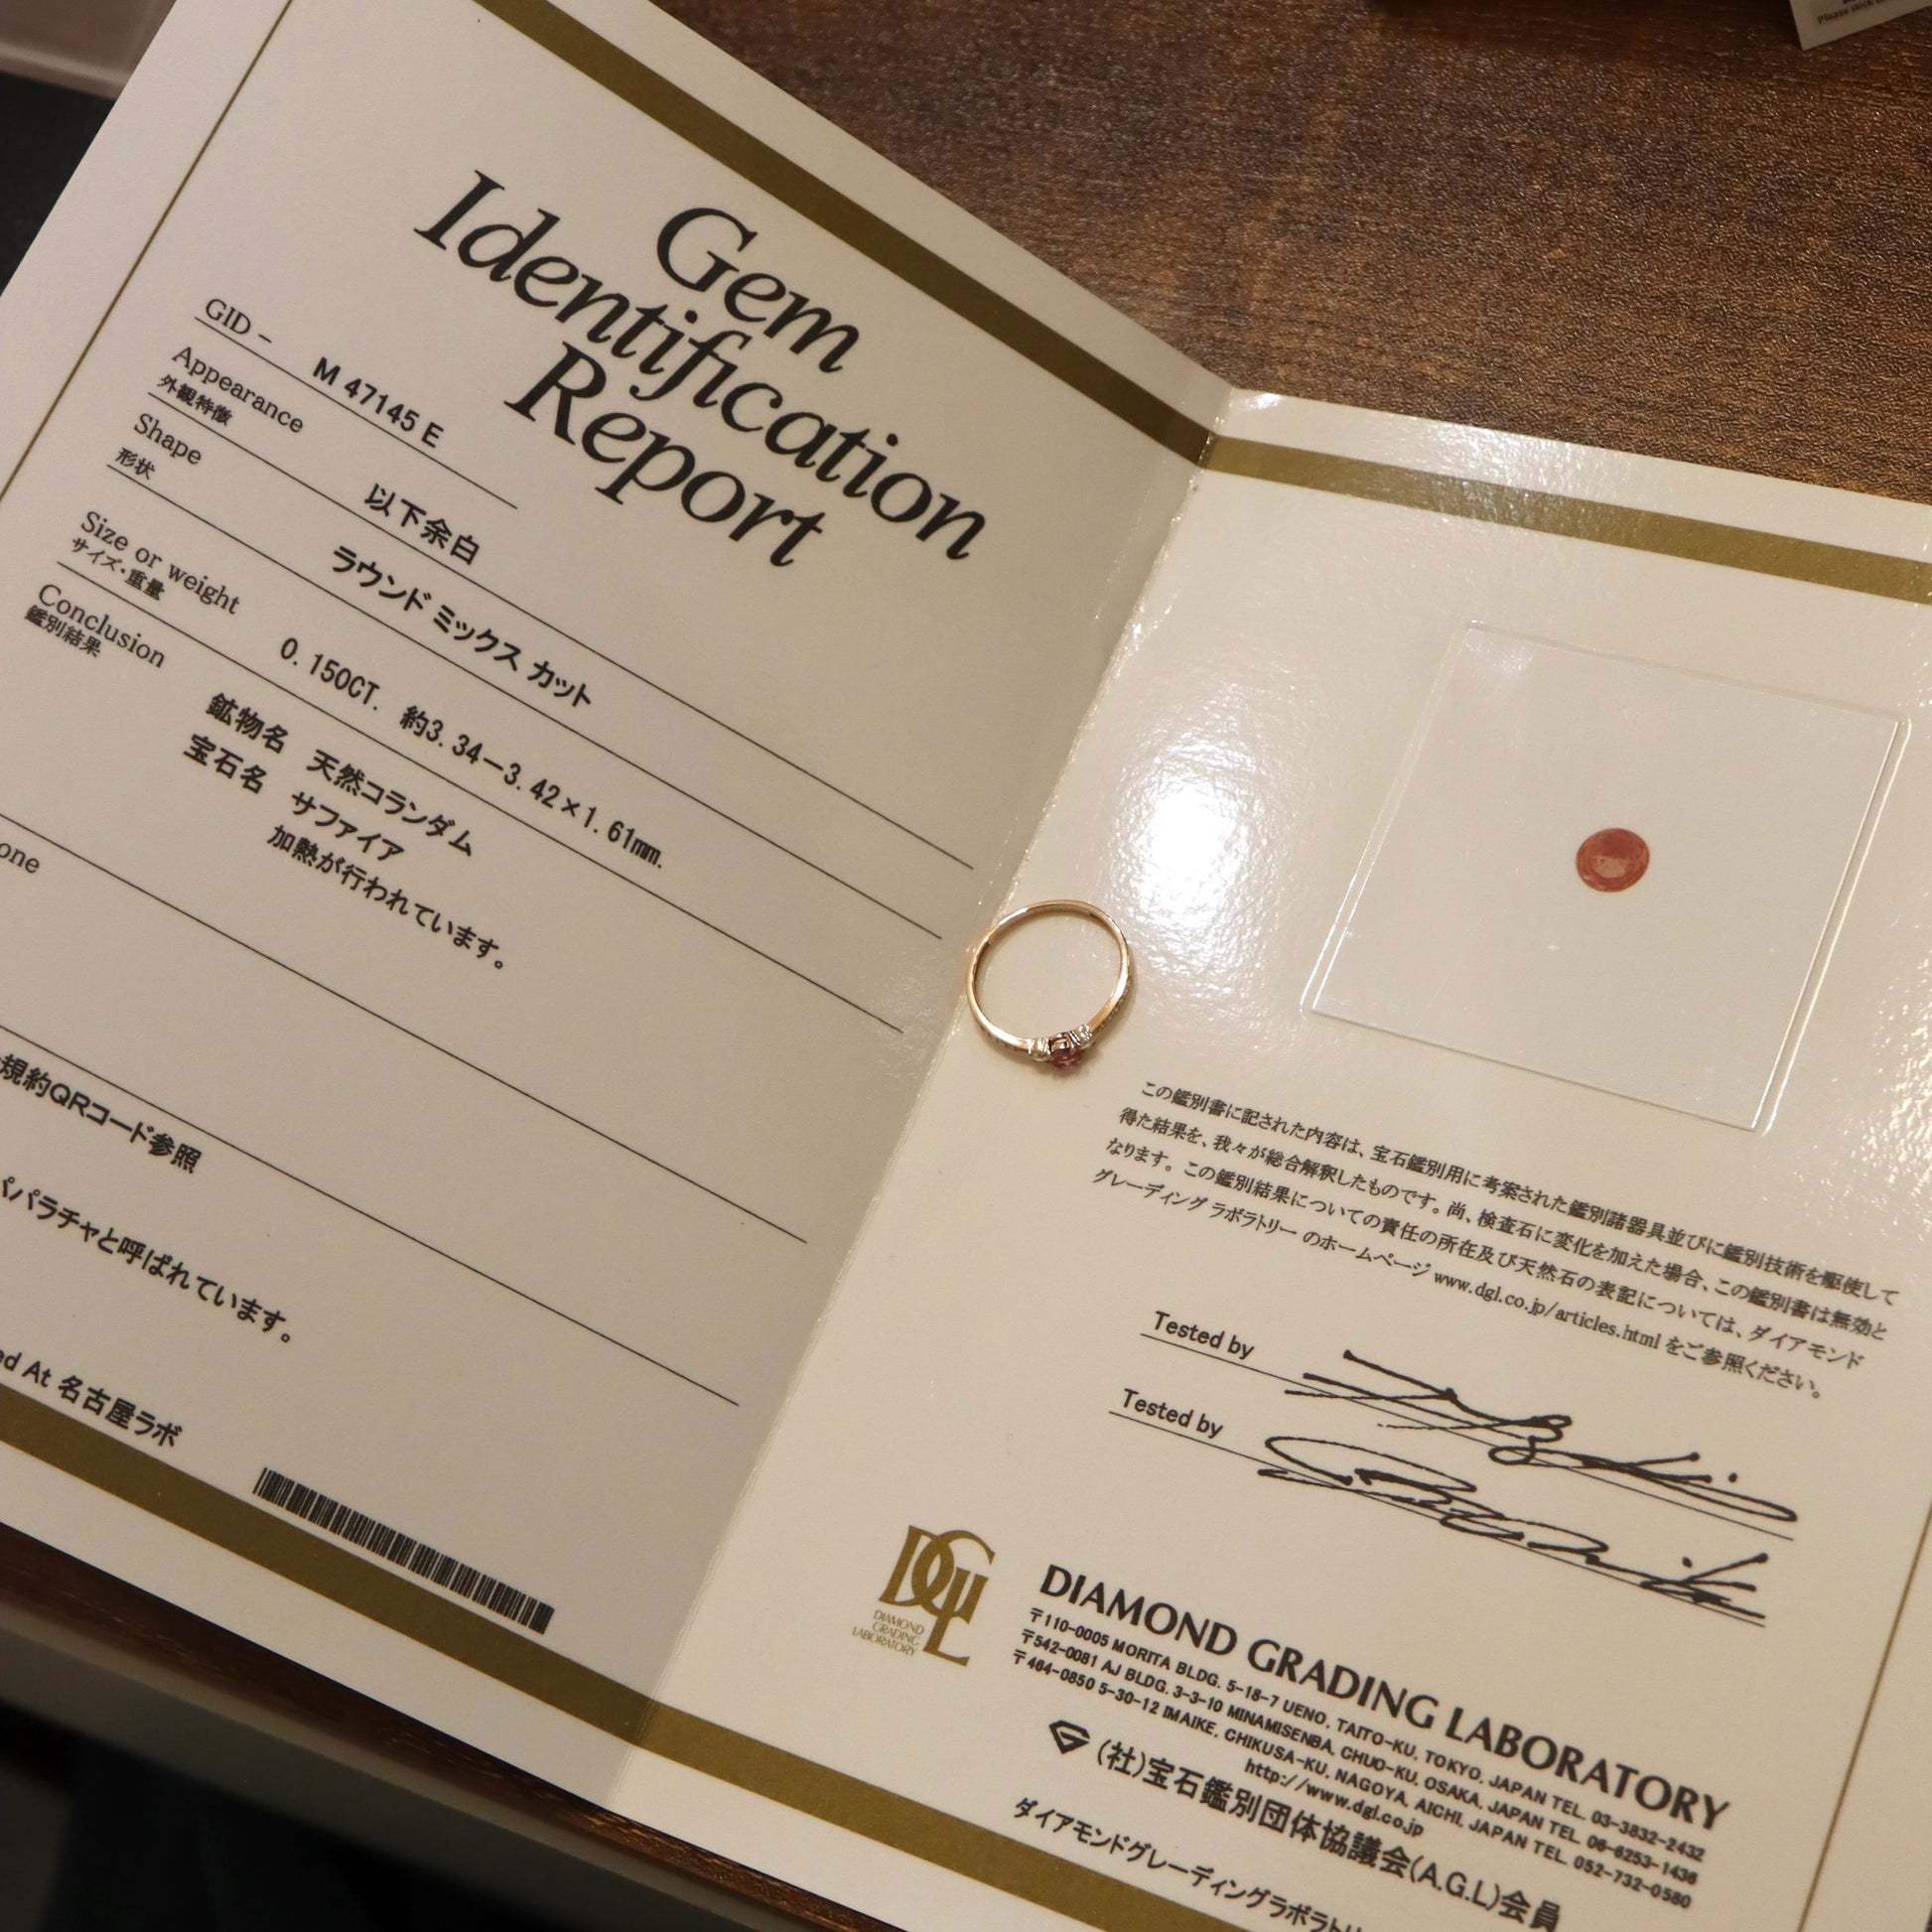 Please stick
Gem
Identification
Report
GID – M 47145 E
Appearance
外観特徴
以下余白
Shape
形状
ラウンド ミックス カット
Size or weight
サイズ・重量
0.150CT. 約3.34–3.42×1.61mm.
Conclusion
鑑別結果
鉱物名 天然コランダム
宝石名 サファイア
加熱が行われています。
one
規約QRコード参照
パパラチャと呼ばれています。
ed At 名古屋ラボ
この鑑別書に記された内容は、宝石鑑別用に考案された鑑別諸器具並びに鑑別技術を駆使して
得た結果を、我々が総合解釈したものです。尚、検査石に変化を加えた場合、この鑑別書は無効と
なります。この鑑別結果についての責任の所在及び天然石の表記については、ダイアモンド
グレーディング ラボラトリー のホームページ www.dgl.co.jp/articles.html をご参照ください。
Tested by
Tested by
DGL
DIAMOND
GRADING
LABORATORY
DIAMOND GRADING LABORATORY
〒110-0005 MORITA BLDG. 5-18-7 UENO, TAITO-KU, TOKYO, JAPAN TEL. 03-3832-2432
〒542-0081 AJ BLDG. 3-3-10 MINAMISENBA, CHUO-KU, OSAKA, JAPAN TEL. 06-6253-1436
〒464-0850 5-30-12 IMAIKE, CHIKUSA-KU, NAGOYA, AICHI, JAPAN TEL. 052-732-0580
http://www.dgl.co.jp
(社)宝石鑑別団体協議会(A.G.L)会員
ダイアモンドグレーディングラボラト